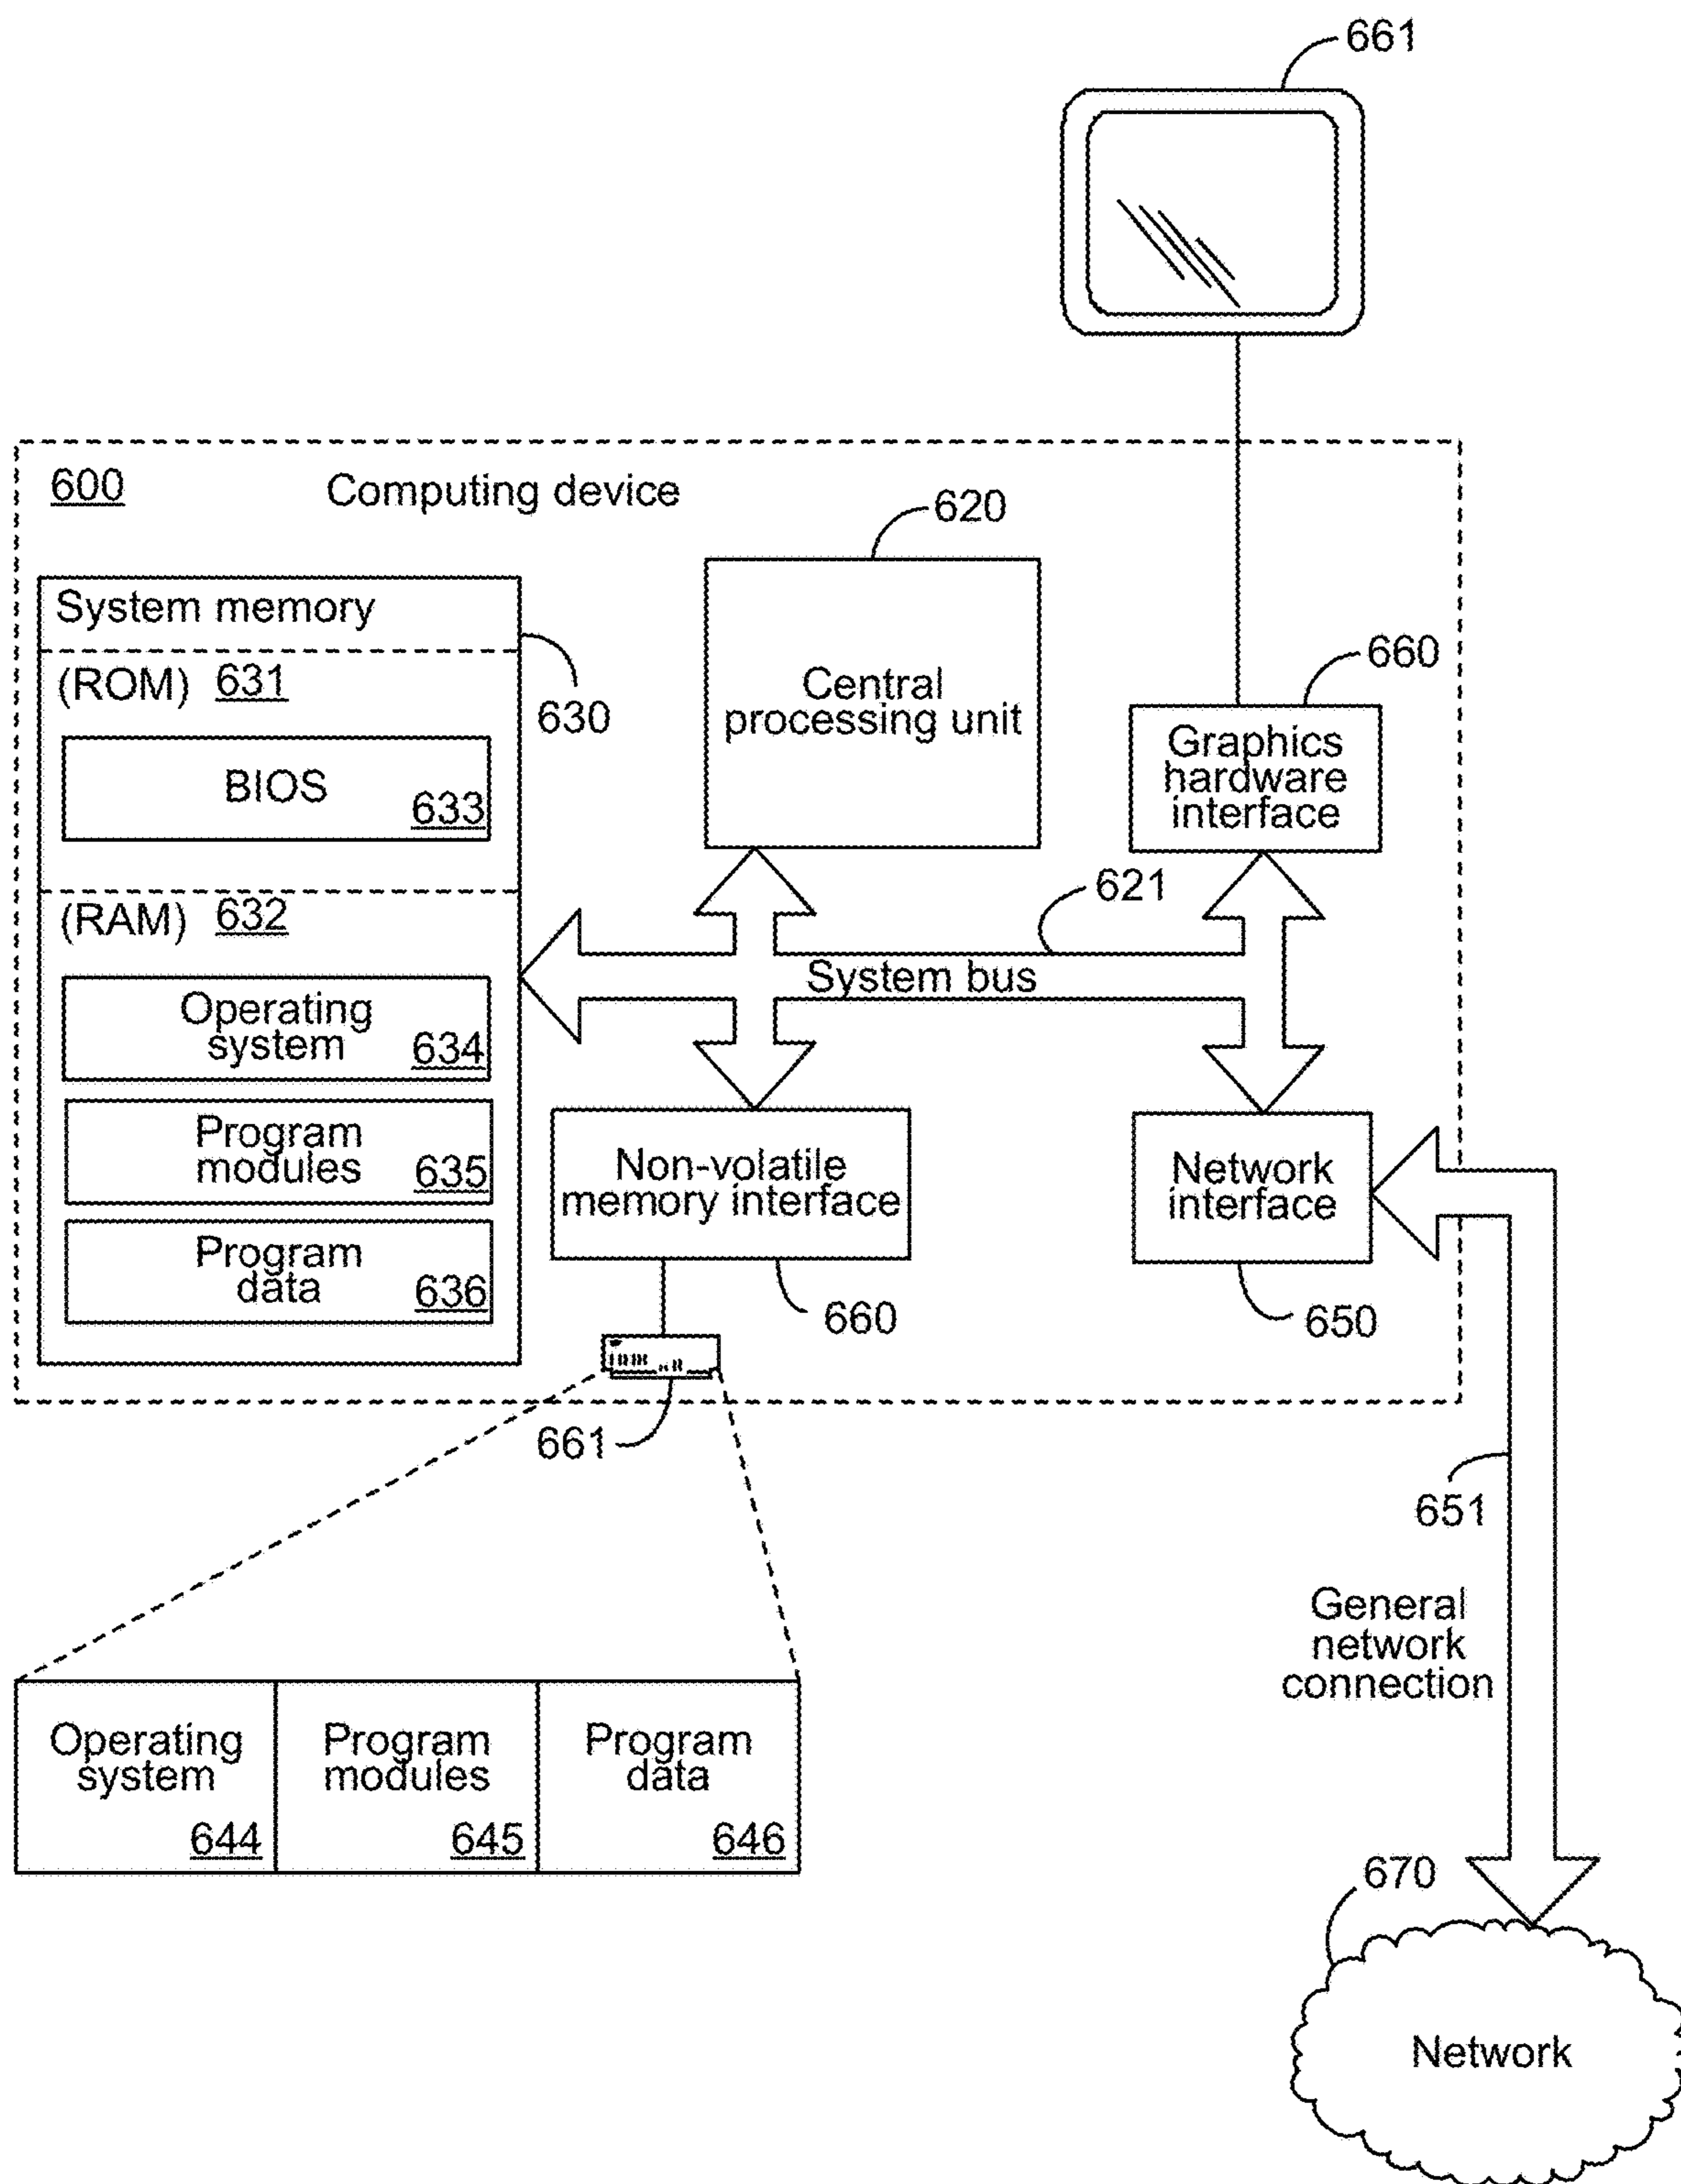 661
600
Computing device
620
System memory
(ROM) 631
630
BIOS
633
Central
processing unit
660
Graphics
hardware
interface
621
(RAM) 632
System bus
Operating
system
634
Program
modules
635
Program
data
636
Non-volatile
memory interface
660
Network
interface
650
661
651
General
network
connection
Operating
system
644
Program
modules
645
Program
data
646
670
Network